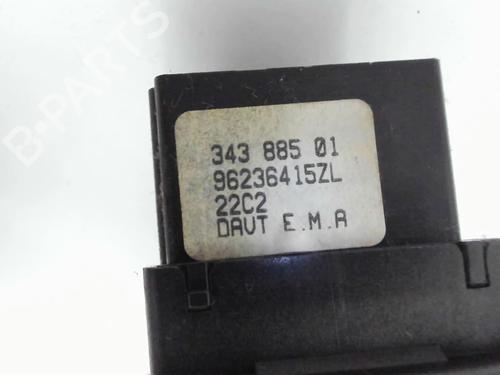 343 885 01
96236415ZL
22C2
DAVT E.M.A
B-PARTS